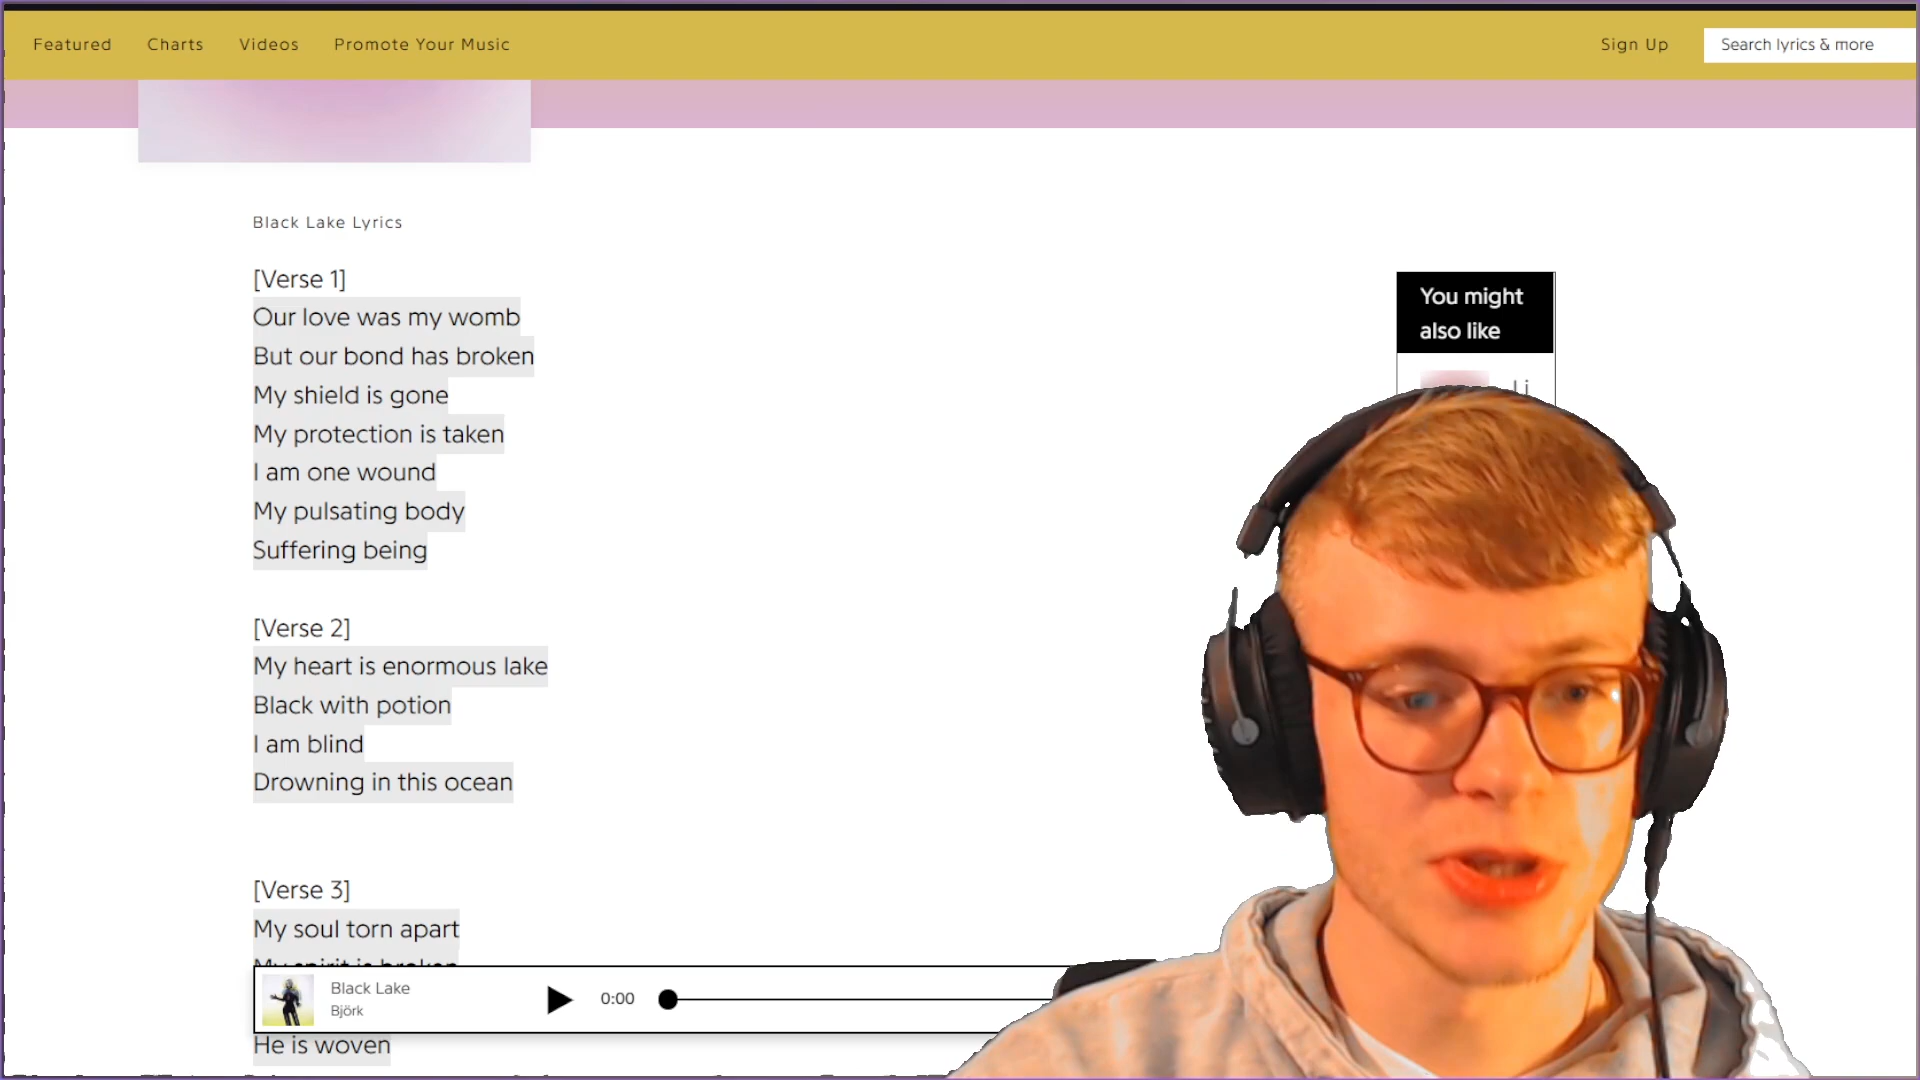 Featured Charts Videos Promote Your Music Sign Up Search lyrics & more
Black Lake Lyrics
[Verse 1]
Our love was my womb
But our bond has broken
My shield is gone
My protection is taken
I am one wound
My pulsating body
Suffering being
[Verse 2]
My heart is enormous lake
Black with potion
I am blind
Drowning in this ocean
[Verse 3]
My soul torn apart
My spirit is broken
He is woven
You might
also like
Black Lake
Björk
0:00